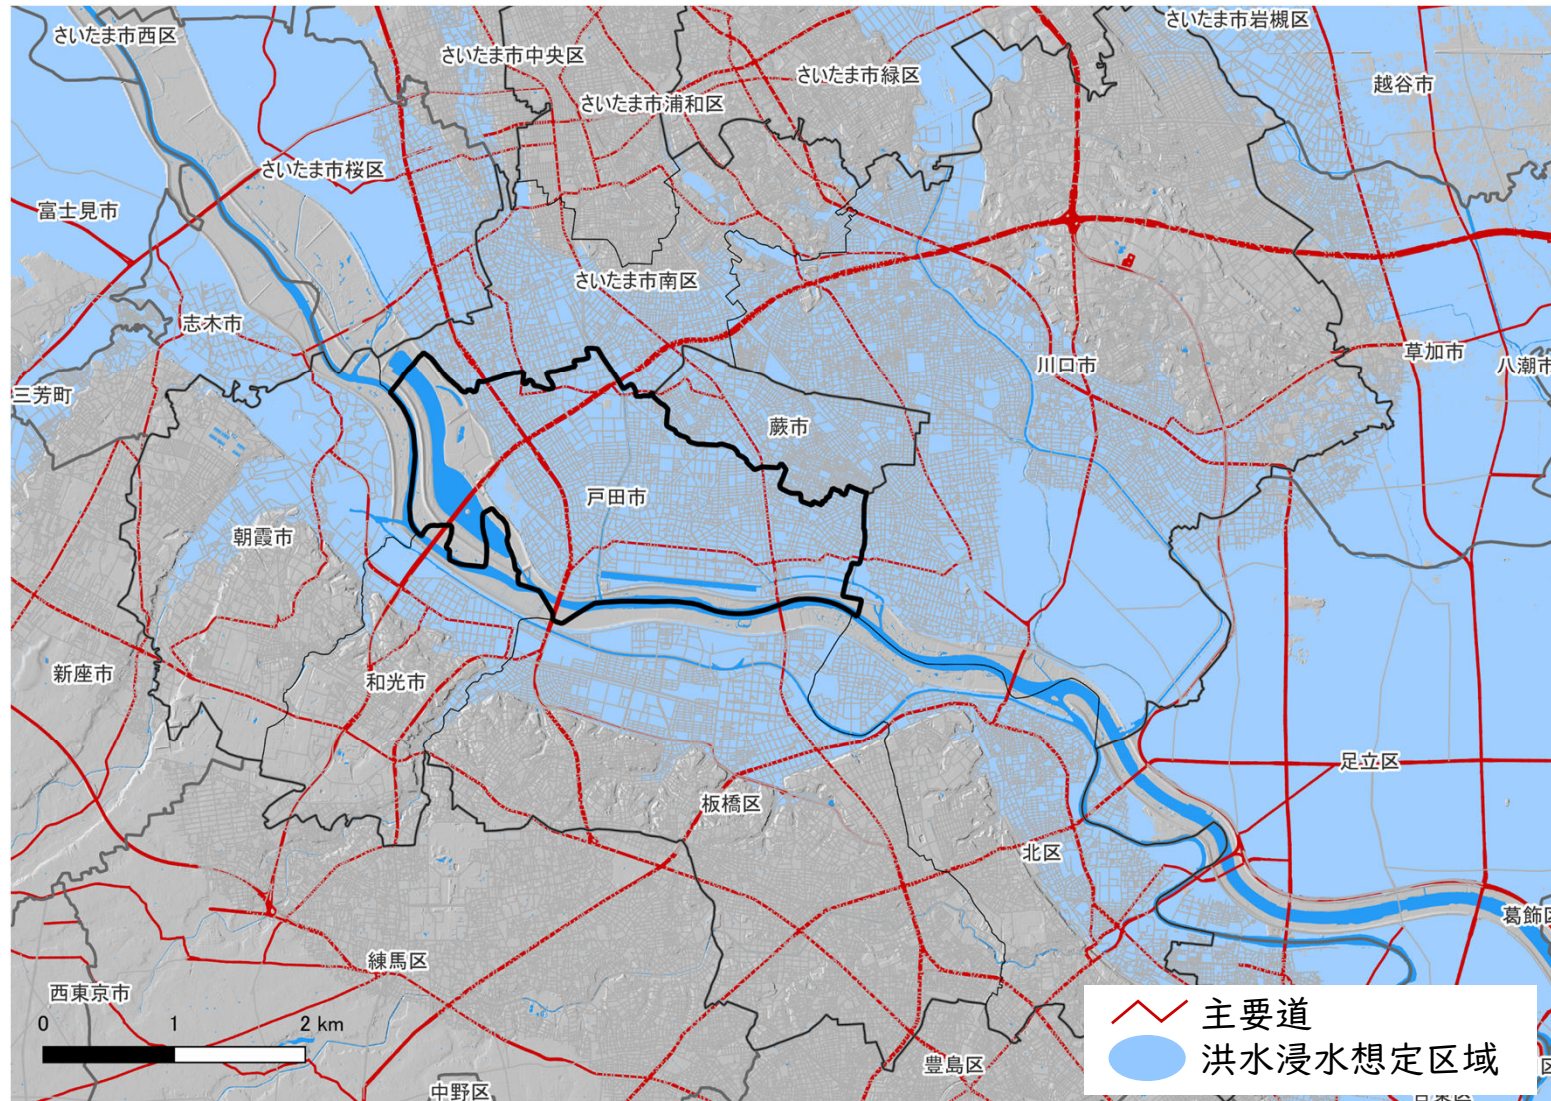 さいたま市西区
さいたま市中央区
さいたま市岩槻区
さいたま市緑区
越谷市
さいたま市浦和区
さいたま市桜区
富士見市
さいたま市南区
志木市
草加市
川口市
八潮市
三芳町
蕨市
戸田市
朝霞市
新座市
和光市
足立区
板橋区
北区
葛飾区
練馬区
西東京市
0 1 2 km
豊島区
中野区
主要道
洪水浸水想定区域